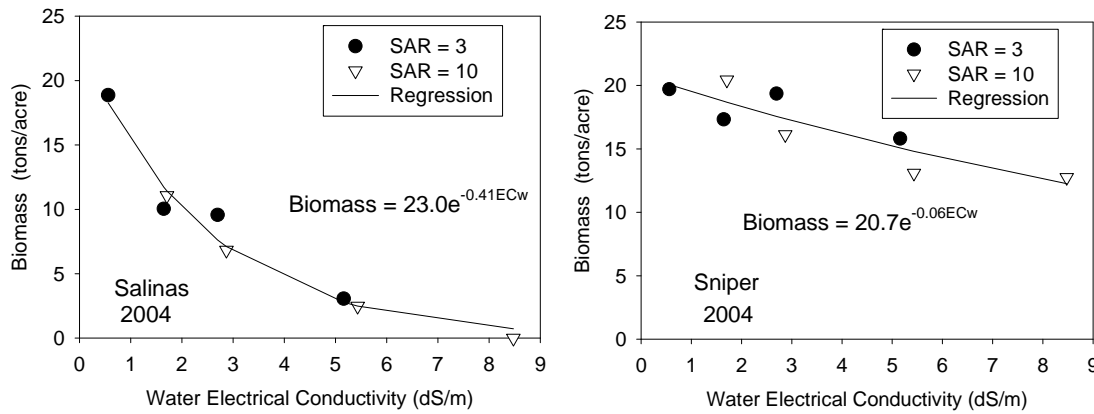 25
20
15
10
5
0
Biomass (tons/acre)
SAR = 3
SAR = 10
Regression
Biomass = 23.0e^-0.41ECw
Salinas
2004
0 1 2 3 4 5 6 7 8 9
Water Electrical Conductivity (dS/m)
25
20
15
10
5
0
Biomass (tons/acre)
SAR = 3
SAR = 10
Regression
Biomass = 20.7e^-0.06ECw
Sniper
2004
0 1 2 3 4 5 6 7 8 9
Water Electrical Conductivity (dS/m)